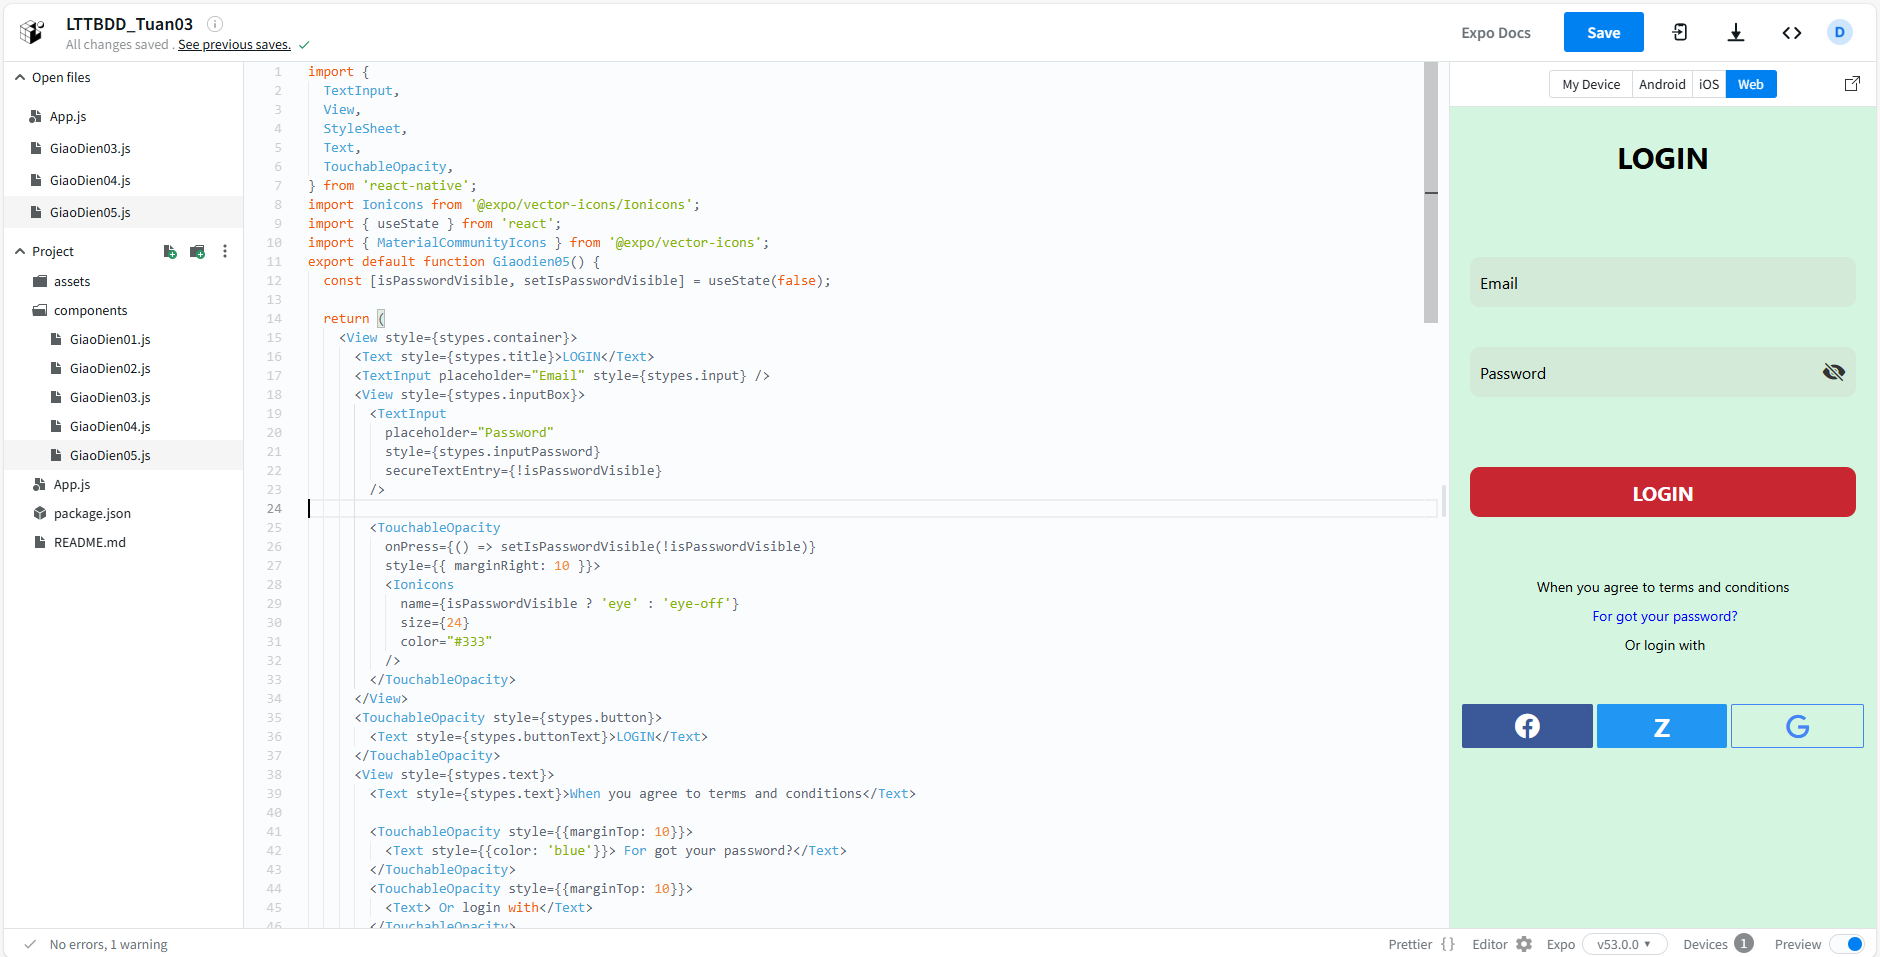 LTTBDD_Tuan03
All changes saved . See previous saves.
Expo Docs
Save
D
Open files
App.js
GiaoDien03.js
GiaoDien04.js
GiaoDien05.js
Project
assets
components
GiaoDien01.js
GiaoDien02.js
GiaoDien03.js
GiaoDien04.js
GiaoDien05.js
App.js
package.json
README.md
1 import {
2 TextInput,
3 View,
4 StyleSheet,
5 Text,
6 TouchableOpacity,
7 } from 'react-native';
8 import Ionicons from '@expo/vector-icons/Ionicons';
9 import { useState } from 'react';
10 import { MaterialCommunityIcons } from '@expo/vector-icons';
11 export default function Giaodien05() {
12 const [isPasswordVisible, setIsPasswordVisible] = useState(false);
13
14 return (
15 <View style={stypes.container}>
16 <Text style={stypes.title}>LOGIN</Text>
17 <TextInput placeholder="Email" style={stypes.input} />
18 <View style={stypes.inputBox}>
19 <TextInput
20 placeholder="Password"
21 style={stypes.inputPassword}
22 secureTextEntry={!isPasswordVisible}
23 />
24
25 <TouchableOpacity
26 onPress={() => setIsPasswordVisible(!isPasswordVisible)}
27 style={{ marginRight: 10 }}>
28 <Ionicons
29 name={isPasswordVisible ? 'eye' : 'eye-off'}
30 size={24}
31 color="#333"
32 />
33 </TouchableOpacity>
34 </View>
35 <TouchableOpacity style={stypes.button}>
36 <Text style={stypes.buttonText}>LOGIN</Text>
37 </TouchableOpacity>
38 <View style={stypes.text}>
39 <Text style={stypes.text}>When you agree to terms and conditions</Text>
40
41 <TouchableOpacity style={{marginTop: 10}}>
42 <Text style={{color: 'blue'}}> For got your password?</Text>
43 </TouchableOpacity>
44 <TouchableOpacity style={{marginTop: 10}}>
45 <Text> Or login with</Text>
46 </TouchableOpacity>
My Device
Android
iOS
Web
LOGIN
Email
Password
LOGIN
When you agree to terms and conditions
For got your password?
Or login with
Z
G
No errors, 1 warning
Prettier { }
Editor
Expo
v53.0.0
Devices 1
Preview